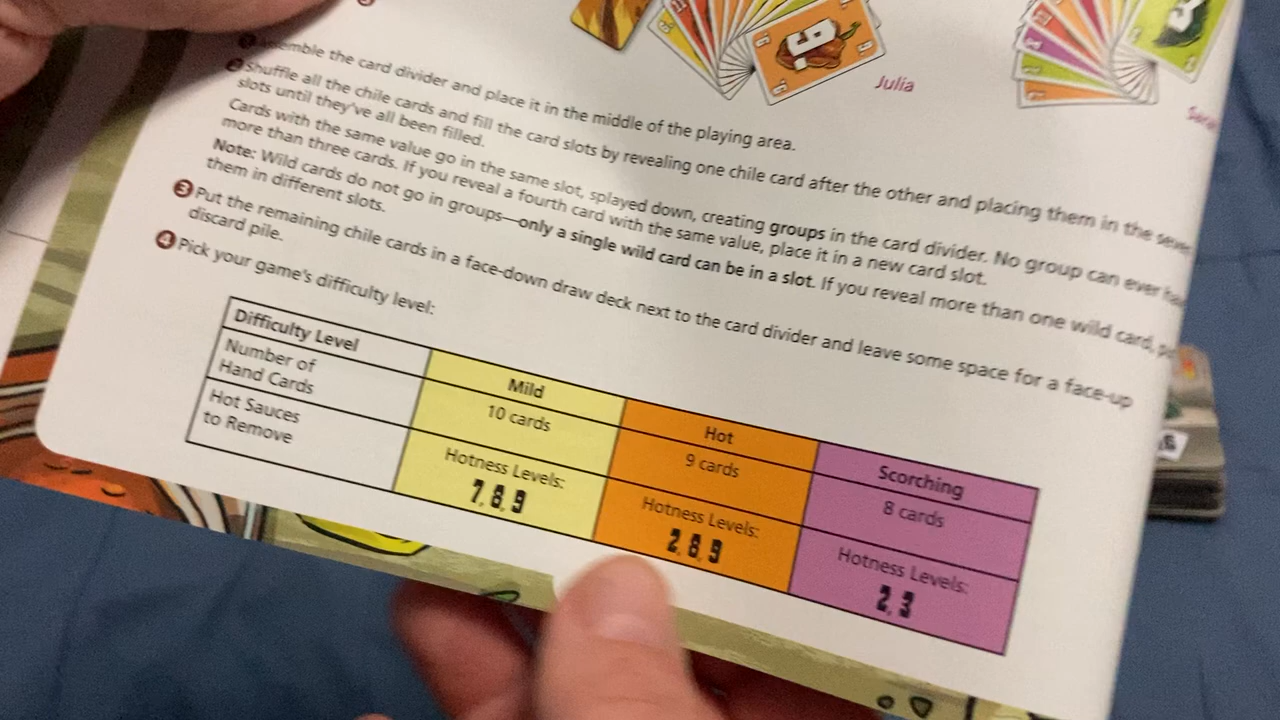 Julia
9
3
emble the card divider and place it in the middle of the playing area.
2 Shuffle all the chile cards and fill the card slots by revealing one chile card after the other and placing them in the
slots until they've all been filled.
Cards with the same value go in the same slot, splayed down, creating groups in the card divider. No group can ever
more than three cards. If you reveal a fourth card with the same value, place it in a new card slot.
Note: Wild cards do not go in groups—only a single wild card can be in a slot. If you reveal more than one wild card,
them in different slots.
3 Put the remaining chile cards in a face-down draw deck next to the card divider and leave some space for a face-up
discard pile.
4 Pick your game's difficulty level:
Difficulty Level Mild Hot Scorching
Number of
Hand Cards 10 cards 9 cards 8 cards
Hot Sauces
to Remove
Hotness Levels:
7, 8, 9
Hotness Levels:
2, 8, 9
Hotness Levels:
2, 3